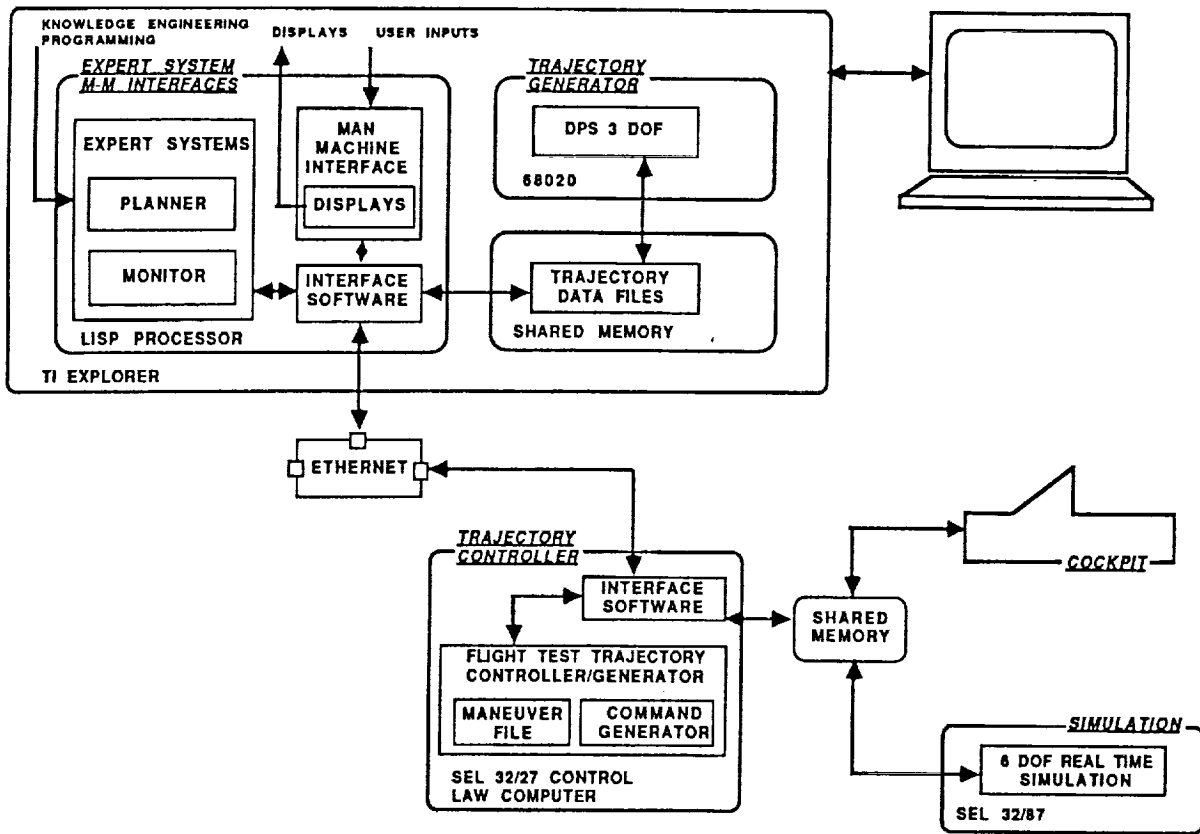 KNOWLEDGE ENGINEERING
PROGRAMMING
DISPLAYS
USER INPUTS
EXPERT SYSTEM
M-M INTERFACES
EXPERT SYSTEMS
PLANNER
MONITOR
MAN
MACHINE
INTERFACE
DISPLAYS
INTERFACE
SOFTWARE
LISP PROCESSOR
TI EXPLORER
TRAJECTORY
GENERATOR
DPS 3 DOF
68020
TRAJECTORY
DATA FILES
SHARED MEMORY
ETHERNET
TRAJECTORY
CONTROLLER
INTERFACE
SOFTWARE
FLIGHT TEST TRAJECTORY
CONTROLLER/GENERATOR
MANEUVER
FILE
COMMAND
GENERATOR
SEL 32/27 CONTROL
LAW COMPUTER
SHARED
MEMORY
COCKPIT
SIMULATION
6 DOF REAL TIME
SIMULATION
SEL 32/87